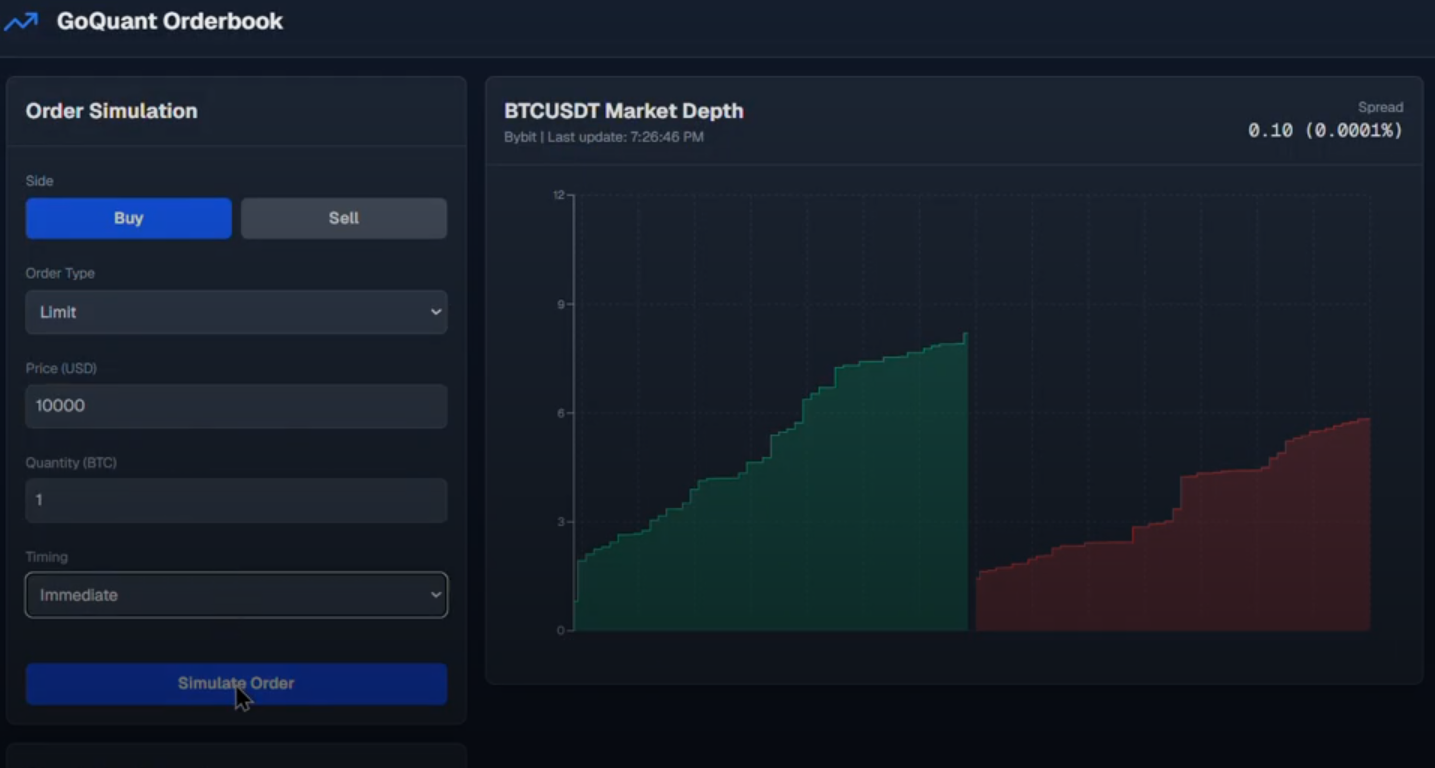 GoQuant Orderbook
Order Simulation
Side
Buy
Sell
Order Type
Limit
Price (USD)
10000
Quantity (BTC)
1
Timing
Immediate
Simulate Order
BTCUSDT Market Depth
Bybit | Last update: 7:26:46 PM
Spread
0.10 (0.0001%)
12
9
6
3
0